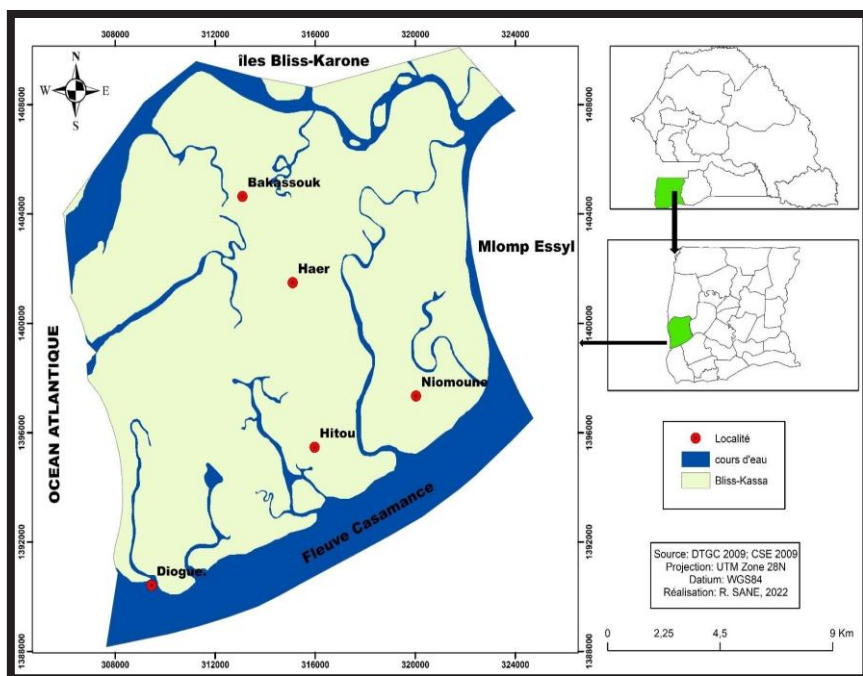 308000 312000 316000 320000 324000
îles Bliss-Karone
N
W E
S
1408000
1408000
Bakassouk
1404000
1404000
Mlomp Essyl
Haer
OCEAN ATLANTIQUE
1400000
1400000
Niomoune
Hitou
1396000
1396000
Fleuve Casamance
1392000
1392000
Diogue.
1388000
1388000
308000 312000 316000 320000 324000
Localité
cours d'eau
Bliss-Kassa
Source: DTGC 2009; CSE 2009
Projection: UTM Zone 28N
Datium: WGS84
Réalisation: R. SANE, 2022
0 2,25 4,5 9 Km